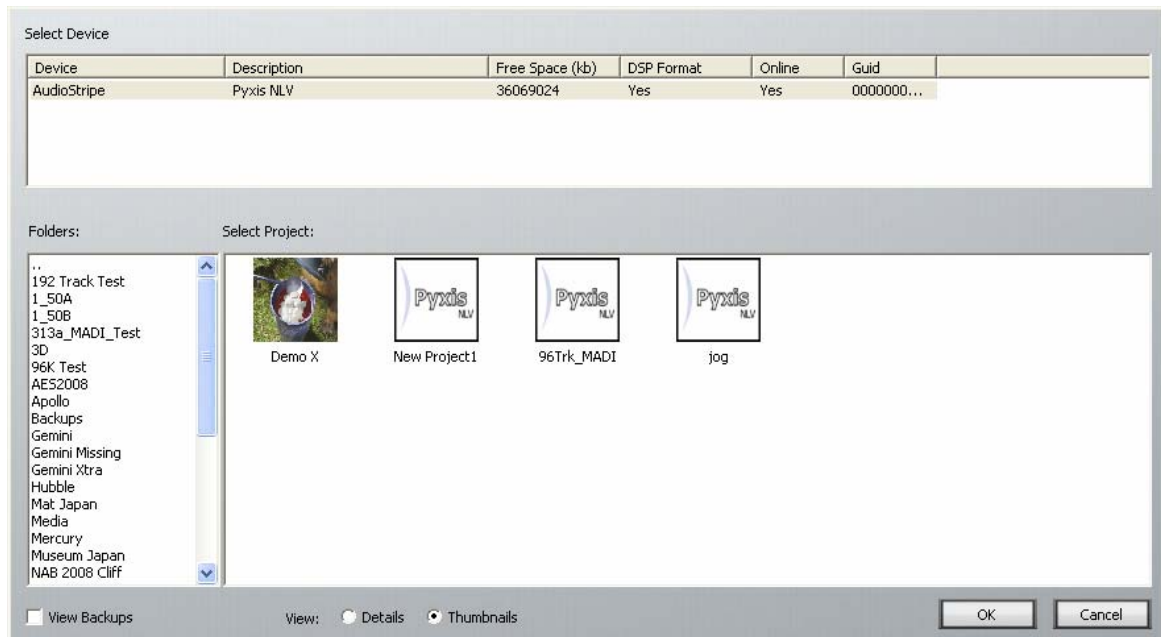 Select Device
Device Description Free Space (kb) DSP Format Online Guid
AudioStripe Pyxis NLV 36069024 Yes Yes 0000000...
Folders: Select Project:
..
192 Track Test
1_50A
1_50B
313a_MADI_Test
3D
96K Test
AES2008
Apollo
Backups
Gemini
Gemini Missing
Gemini Xtra
Hubble
Mat Japan
Media
Mercury
Museum Japan
NAB 2008 Cliff
Pyxis NLV Pyxis NLV Pyxis NLV
Demo X New Project1 96Trk_MADI jog
View Backups View: Details Thumbnails OK Cancel